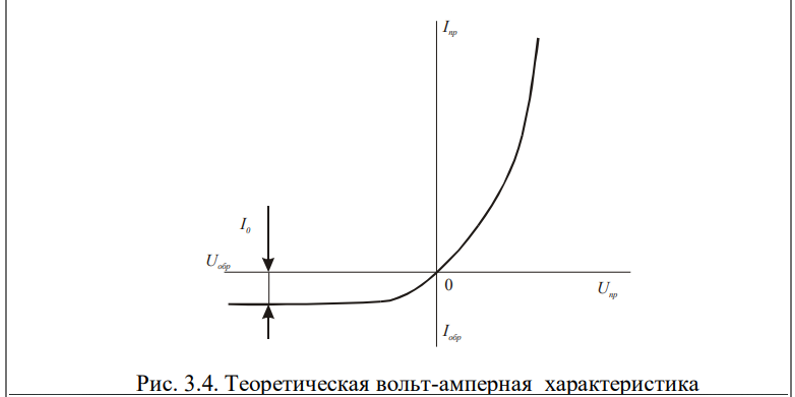 Iпр
I0
Uобр
0
Uпр
Iобр
Рис. 3.4. Теоретическая вольт-амперная характеристика